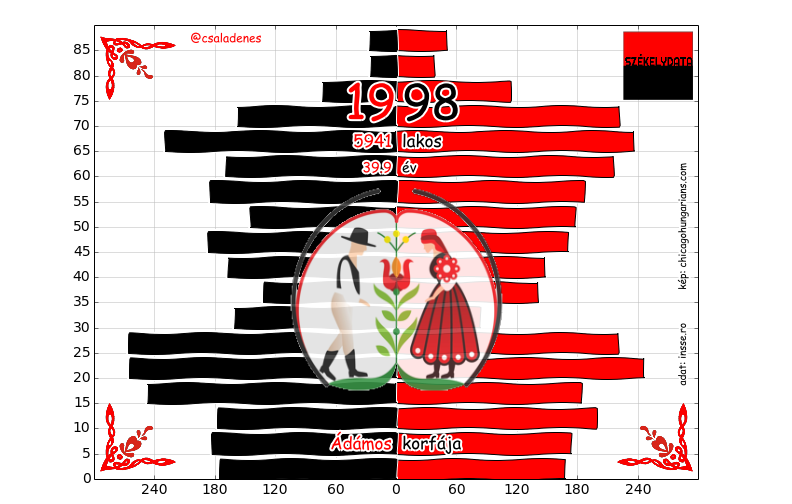 @csaladenes
SZÉKELYDATA
1998
5941 lakos
39.9 év
kép: chicagohungarians.com
adat: insse.ro
Ádámos korfája
85
80
75
70
65
60
55
50
45
40
35
30
25
20
15
10
5
0
240 180 120 60 0 60 120 180 240